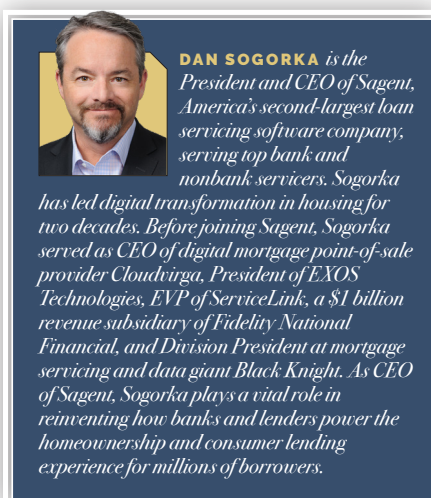 DAN SOGORKA is the
President and CEO of Sagent,
America's second-largest loan
servicing software company,
serving top bank and
nonbank servicers. Sogorka
has led digital transformation in housing for
two decades. Before joining Sagent, Sogorka
served as CEO of digital mortgage point-of-sale
provider Cloudvirga, President of EXOS
Technologies, EVP of ServiceLink, a $1 billion
revenue subsidiary of Fidelity National
Financial, and Division President at mortgage
servicing and data giant Black Knight. As CEO
of Sagent, Sogorka plays a vital role in
reinventing how banks and lenders power the
homeownership and consumer lending
experience for millions of borrowers.